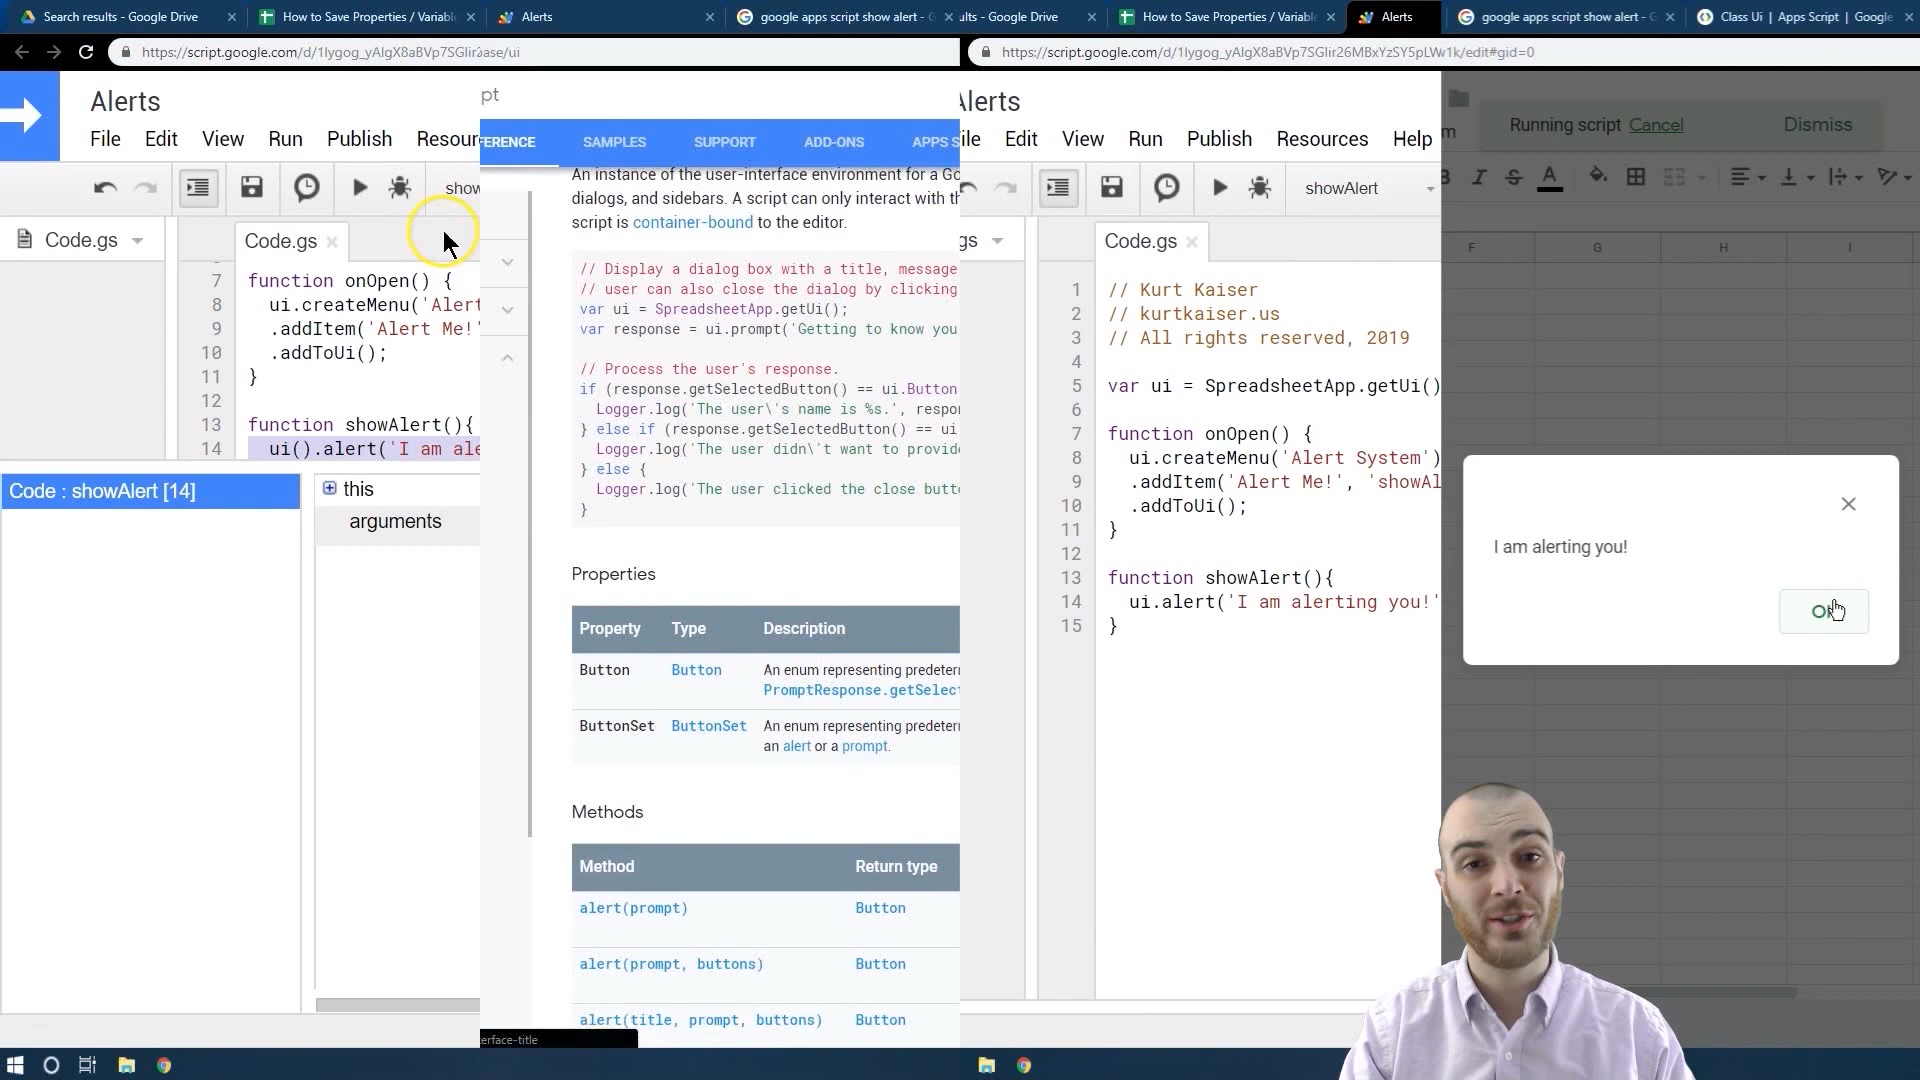 Search results - Google Drive
How to Save Properties / Variabl
Alerts
google apps script show alert - G
ults - Google Drive
How to Save Properties / Variabl
Alerts
google apps script show alert -
Class Ui | Apps Script | Google
https://script.google.com/d/1lygog_yAlgX8aBVp7SGlir
ase/ui
https://script.google.com/d/1lygog_yAlgX8aBVp7SGlir26MBxYzSY5pLW
1k/edit#gid=0
Alerts
File Edit View Run Publish Resour
show
Code.gs
Code.gs
7 function onOpen() {
8 ui.createMenu('Alert
9 .addItem('Alert Me!'
10 .addToUi();
11 }
12
13 function showAlert(){
14 ui().alert('I am ale
Code : showAlert [14]
this
arguments
pt
ERENCE SAMPLES SUPPORT ADD-ONS APPS S
An instance of the user-interface environment for a Go
dialogs, and sidebars. A script can only interact with th
script is container-bound to the editor.
// Display a dialog box with a title, message
// user can also close the dialog by clicking
var ui = SpreadsheetApp.getUi();
var response = ui.prompt('Getting to know you
// Process the user's response.
if (response.getSelectedButton() == ui.Button
Logger.log('The user\'s name is %s.', respon
} else if (response.getSelectedButton() == ui
Logger.log('The user didn\'t want to provide
} else {
Logger.log('The user clicked the close butto
}
Properties
Property Type Description
Button Button An enum representing predeter
PromptResponse.getSelect
ButtonSet ButtonSet An enum representing predeter
an alert or a prompt.
Methods
Method Return type
alert(prompt) Button
alert(prompt, buttons) Button
alert(title, prompt, buttons) Button
erface-title
Alerts
ile Edit View Run Publish Resources Help
showAlert
gs
Code.gs
1 // Kurt Kaiser
2 // kurtkaiser.us
3 // All rights reserved, 2019
4
5 var ui = SpreadsheetApp.getUi()
6
7 function onOpen() {
8 ui.createMenu('Alert System')
9 .addItem('Alert Me!', 'showAl
10 .addToUi();
11 }
12
13 function showAlert(){
14 ui.alert('I am alerting you!'
15 }
m
Running script Cancel Dismiss
B I S A
F G H I
I am alerting you!